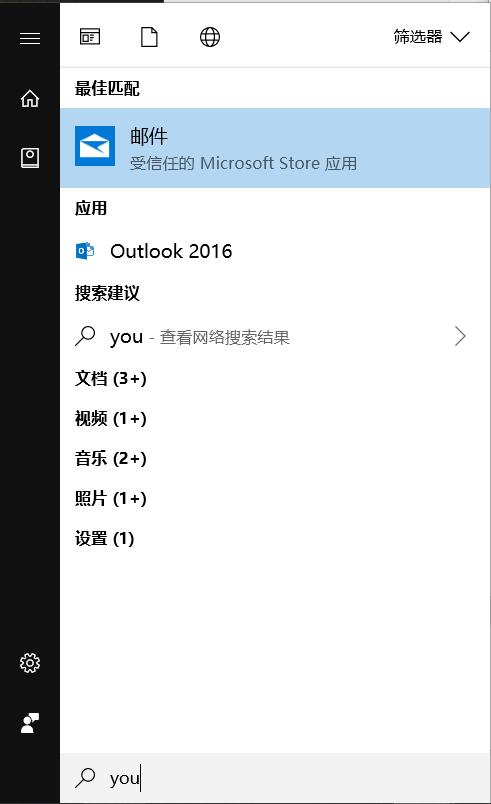 筛选器
最佳匹配
邮件
受信任的 Microsoft Store 应用
应用
Outlook 2016
搜索建议
you - 查看网络搜索结果
文档 (3+)
视频 (1+)
音乐 (2+)
照片 (1+)
设置 (1)
you